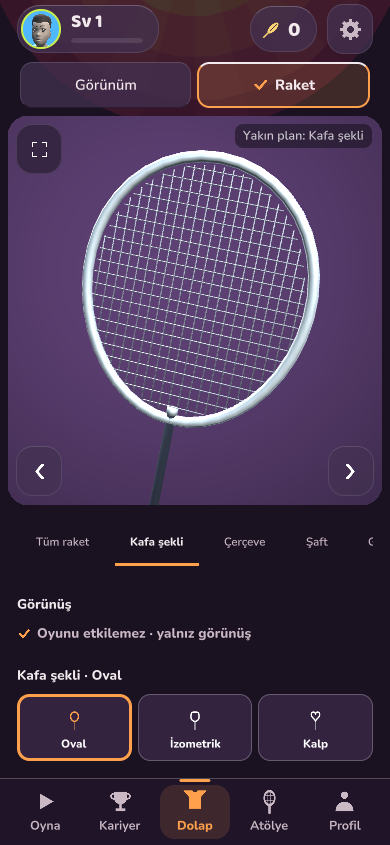 Sv 1
0
Görünüm
Raket
Yakın plan: Kafa şekli
Tüm raket
Kafa şekli
Çerçeve
Şaft
Görünüş
Oyunu etkilemez · yalnız görünüş
Kafa şekli · Oval
Oval
İzometrik
Kalp
Oyna
Kariyer
Dolap
Atölye
Profil